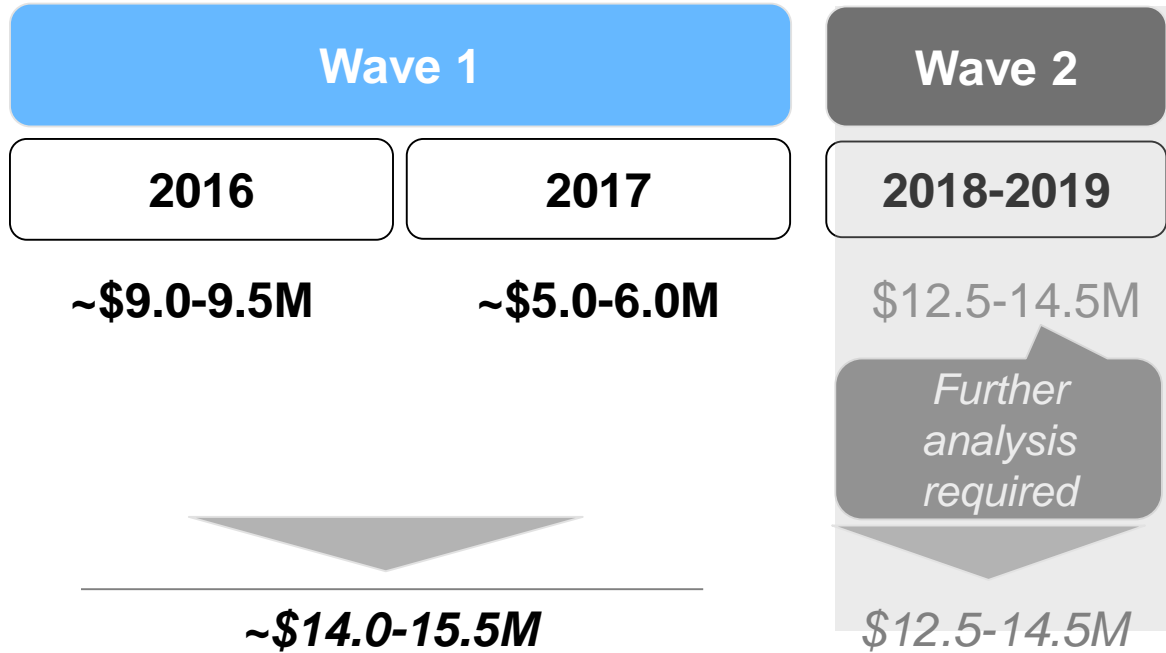 Wave 1
Wave 2
2016
2017
2018-2019
~$9.0-9.5M
~$5.0-6.0M
$12.5-14.5M
Further
analysis
required
~$14.0-15.5M
$12.5-14.5M